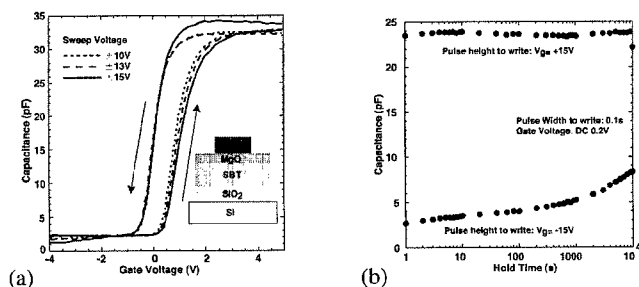 Sweep Voltage
±10V
±13V
±15V
Capacitance (pF)
35
30
25
20
15
10
5
0
-4 -2 0 2 4
Gate Voltage (V)
MgO
SBT
SiO2
Si
(a)
Capacitance (pF)
25
20
15
10
5
0
Pulse height to write: Vg= +15V
Pulse Width to write: 0.1s
Gate Voltage. DC 0.2V
Pulse height to write: Vg= -15V
1 10 100 1000 10 4
Hold Time (s)
(b)